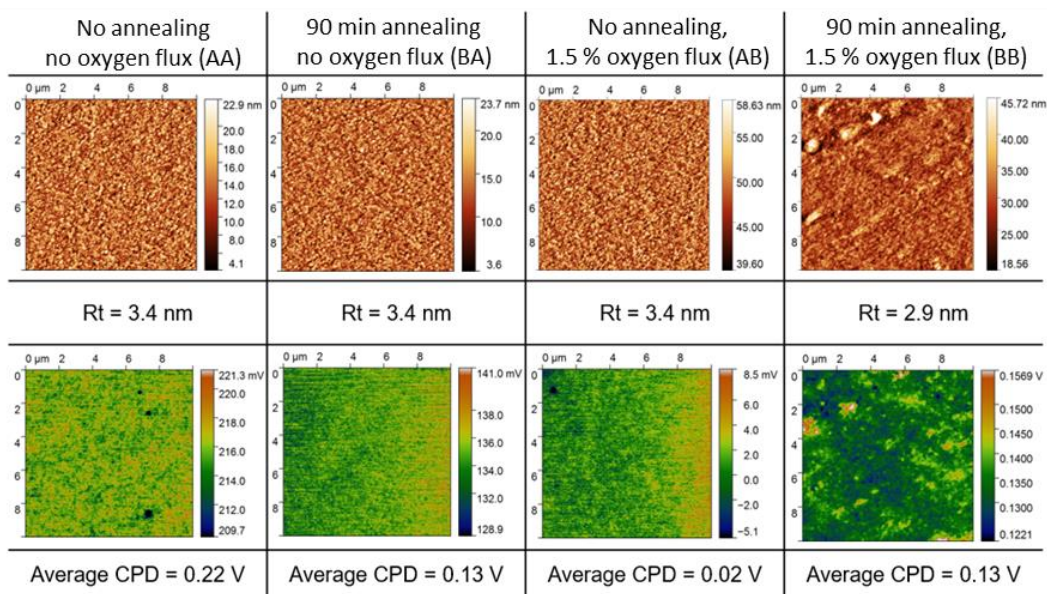 No annealing
no oxygen flux (AA)
90 min annealing
no oxygen flux (BA)
No annealing,
1.5 % oxygen flux (AB)
90 min annealing,
1.5 % oxygen flux (BB)
0 µm 2 4 6 8
0
2
4
6
8
22.9 nm
20.0
18.0
16.0
14.0
12.0
10.0
8.0
4.1
0 µm 2 4 6 8
0
2
4
6
8
23.7 nm
20.0
15.0
10.0
3.6
0 µm 2 4 6 8
0
2
4
6
8
58.63 nm
55.00
50.00
45.00
39.60
0 µm 2 4 6 8
0
2
4
6
8
45.72 nm
40.00
35.00
30.00
25.00
18.56
Rt = 3.4 nm
Rt = 3.4 nm
Rt = 3.4 nm
Rt = 2.9 nm
0 µm 2 4 6 8
0
2
4
6
8
221.3 mV
218.0
216.0
214.0
212.0
209.7
0 µm 2 4 6 8
0
2
4
6
8
141.0 mV
138.0
136.0
134.0
132.0
128.9
0 µm 2 4 6 8
0
2
4
6
8
8.5 mV
6.0
4.0
2.0
−0.0
−2.0
−5.1
0 µm 2 4 6 8
0
2
4
6
8
0.1569 V
0.1500
0.1450
0.1400
0.1350
0.1300
0.1221
Average CPD = 0.22 V
Average CPD = 0.13 V
Average CPD = 0.02 V
Average CPD = 0.13 V